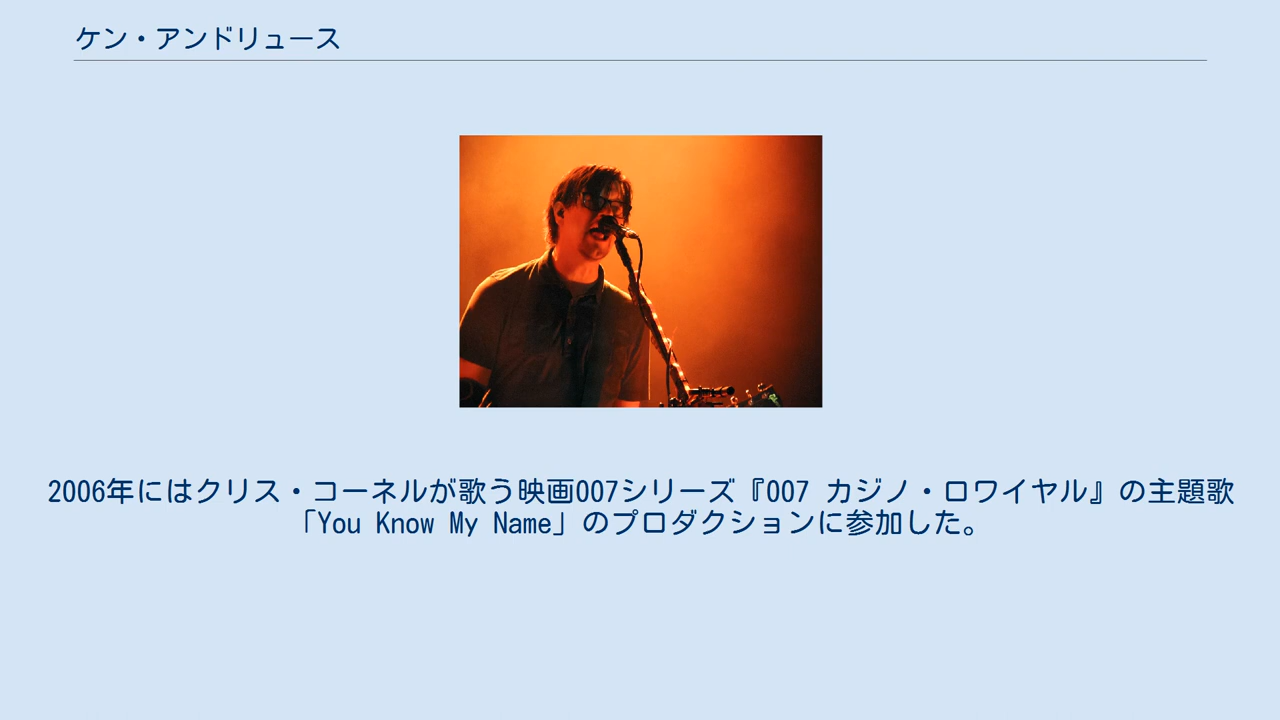 ケン・アンドリュース
2006年にはクリス・コーネルが歌う映画007シリーズ『007 カジノ・ロワイヤル』の主題歌
「You Know My Name」のプロダクションに参加した。